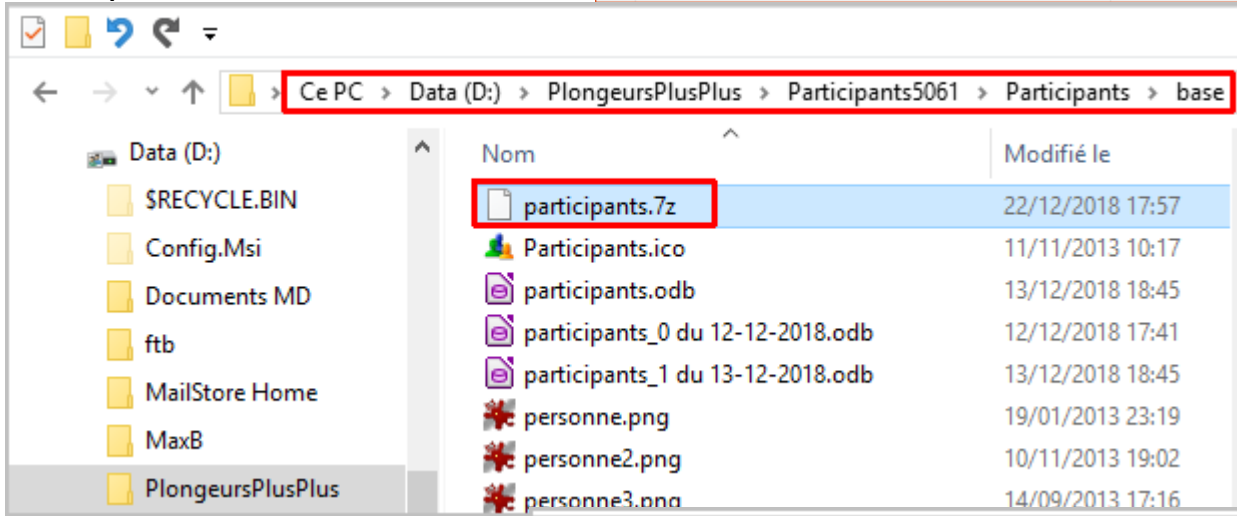 Ce PC > Data (D:) > PlongeursPlusPlus > Participants5061 > Participants > base
Data (D:)
$RECYCLE.BIN
Config.Msi
Documents MD
ftb
MailStore Home
MaxB
PlongeursPlusPlus
Nom Modifié le
participants.7z 22/12/2018 17:57
Participants.ico 11/11/2013 10:17
participants.odb 13/12/2018 18:45
participants_0 du 12-12-2018.odb 12/12/2018 17:41
participants_1 du 13-12-2018.odb 13/12/2018 18:45
personne.png 19/01/2013 23:19
personne2.png 10/11/2013 19:02
personne3.png 14/09/2013 17:16